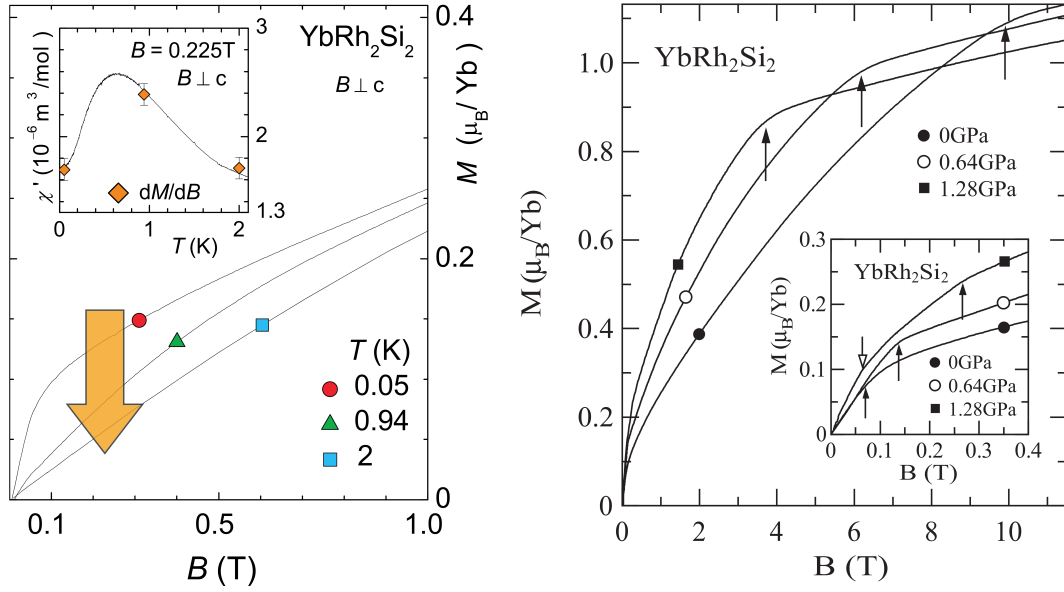 0.4
YbRh2Si2
B⊥c
M (μB/ Yb)
0.2
0
0.1
0.5
1.0
B (T)
T (K)
0.05
0.94
2
3
B = 0.225T
B⊥c
2
1.3
χ' (10-6 m3/mol)
dM/dB
0
1
2
T (K)
YbRh2Si2
M (μB/Yb)
1.0
0.8
0.6
0.4
0.2
0
0GPa
0.64GPa
1.28GPa
0
2
4
6
8
10
B (T)
0.3
YbRh2Si2
0.2
M (μB/Yb)
0.1
0
0GPa
0.64GPa
1.28GPa
0
0.1
0.2
0.3
0.4
B (T)